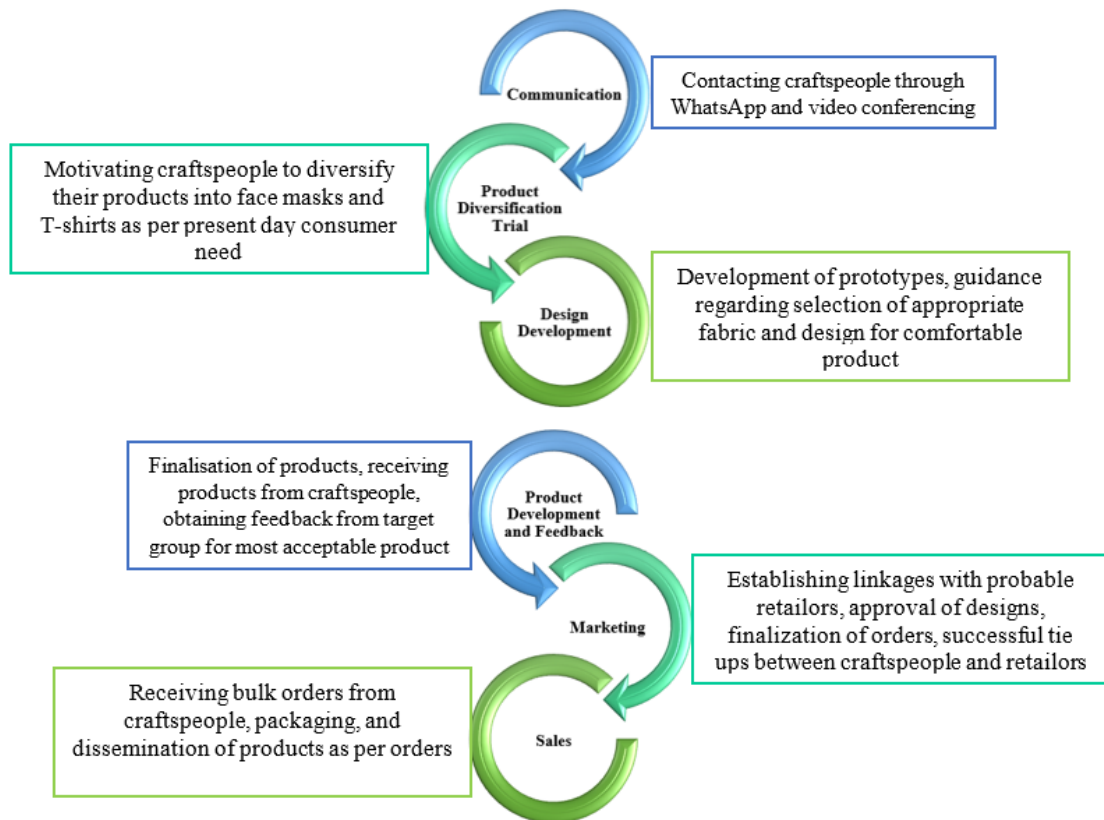 Communication
Contacting craftspeople through
WhatsApp and video conferencing
Motivating craftspeople to diversify
their products into face masks and
T-shirts as per present day consumer
need
Product
Diversification
Trial
Design
Development
Development of prototypes, guidance
regarding selection of appropriate
fabric and design for comfortable
product
Finalisation of products, receiving
products from craftspeople,
obtaining feedback from target
group for most acceptable product
Product
Development
and Feedback
Marketing
Establishing linkages with probable
retailors, approval of designs,
finalization of orders, successful tie
ups between craftspeople and retailors
Receiving bulk orders from
craftspeople, packaging, and
dissemination of products as per orders
Sales